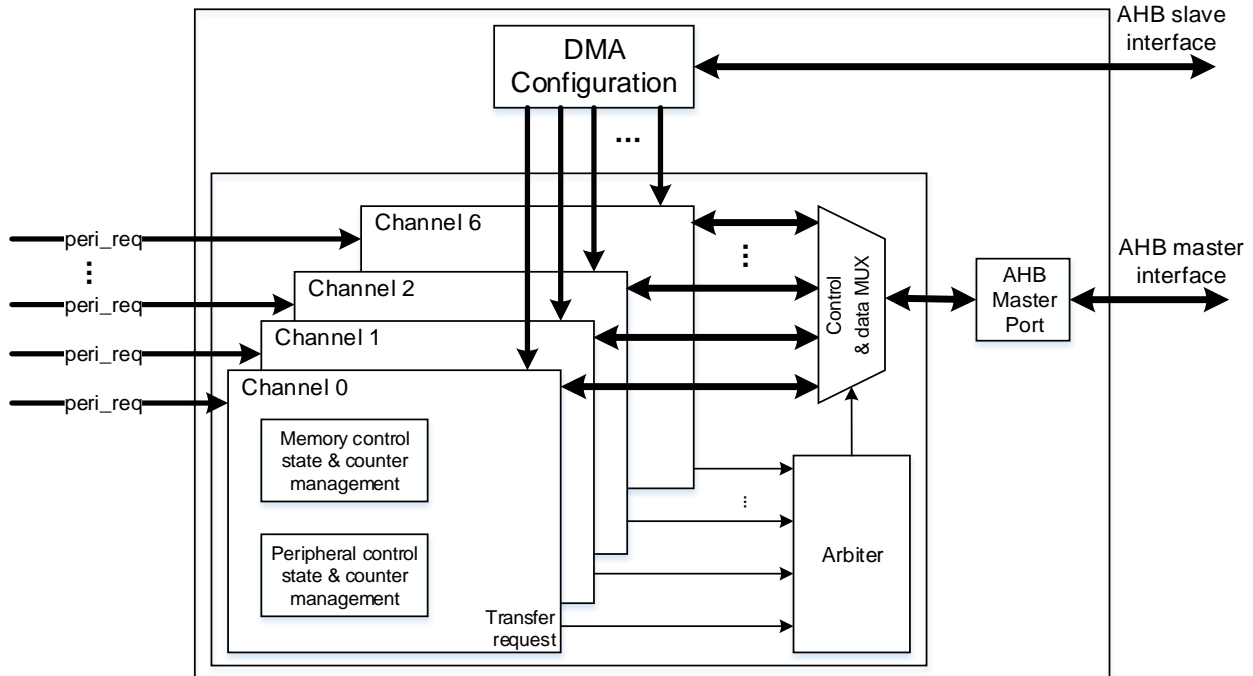 AHB slave
interface
DMA
Configuration
...
Channel 6
peri_req
...
...
Channel 2
peri_req
Channel 1
peri_req
Channel 0
peri_req
Control
& data MUX
AHB
Master
Port
AHB master
interface
Memory control
state & counter
management
...
Peripheral control
state & counter
management
Arbiter
Transfer
request